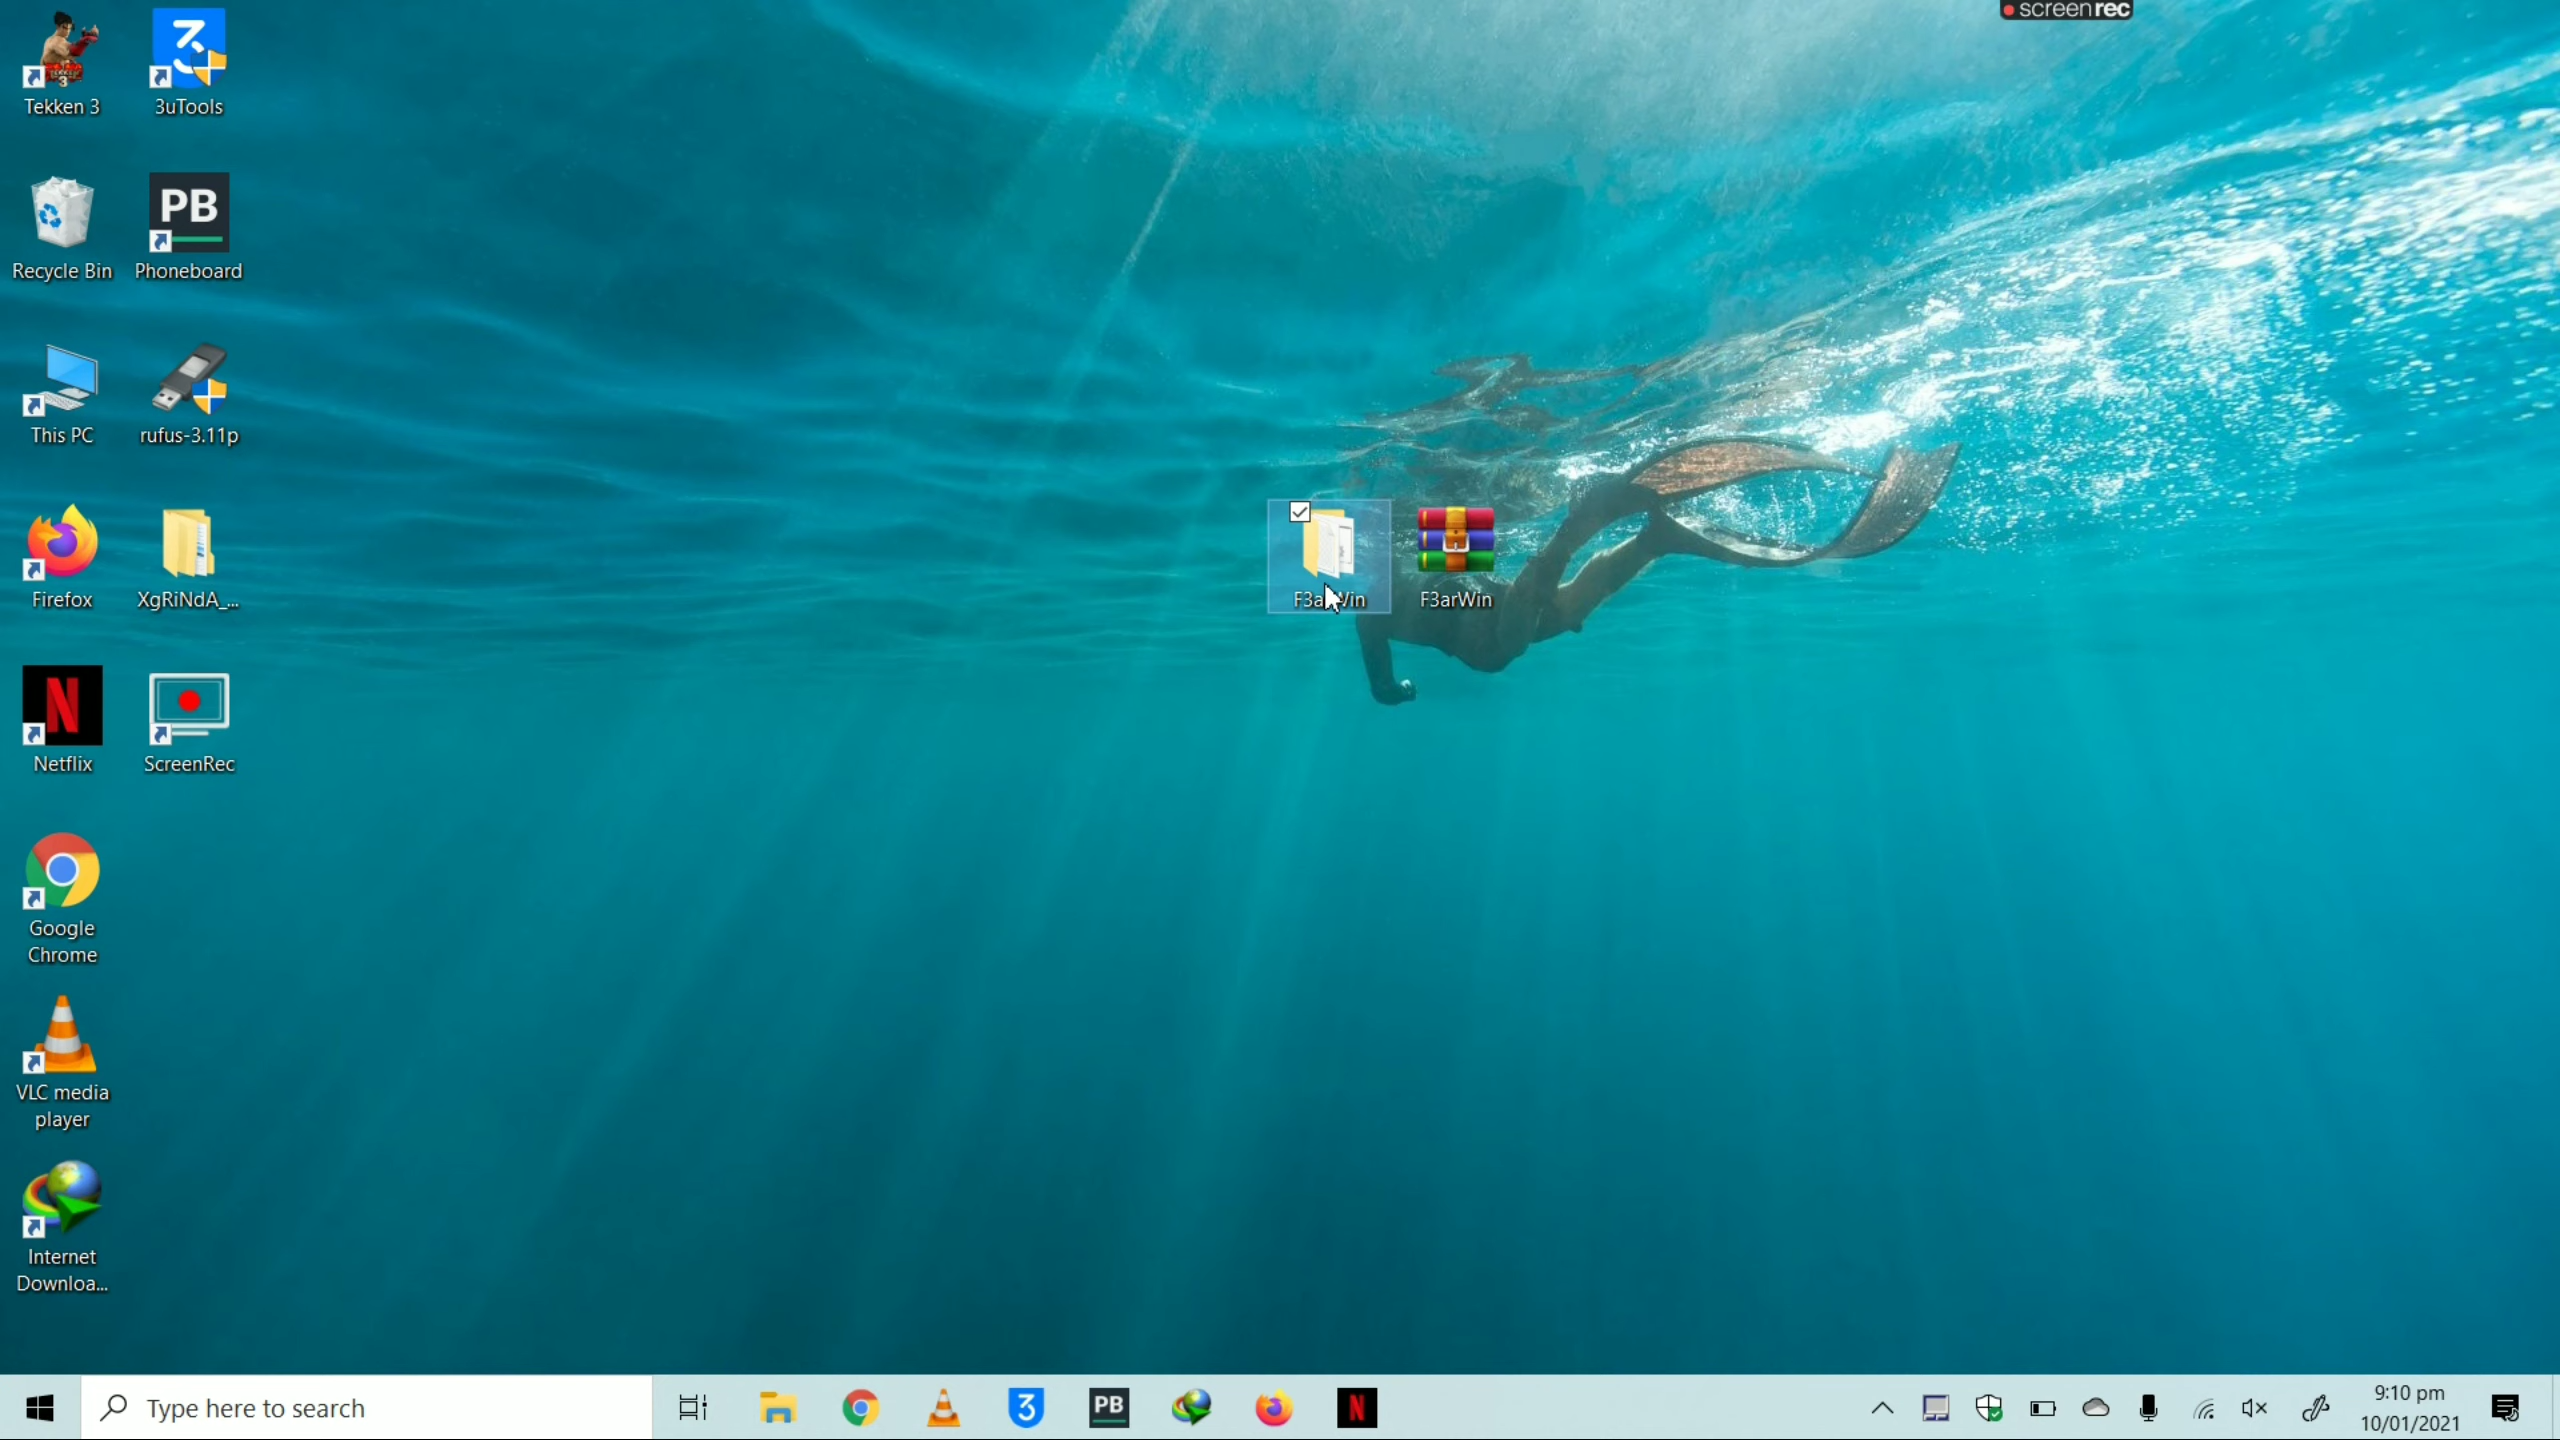 screenrec
Tekken 3
3uTools
PB
Recycle Bin
Phoneboard
This PC
rufus-3.11p
Firefox
XgRiNdA_...
F3arWin
Netflix
ScreenRec
Google
Chrome
VLC media
player
Internet
Downloa...
Type here to search
3
PB
N
9:10 pm
10/01/2021